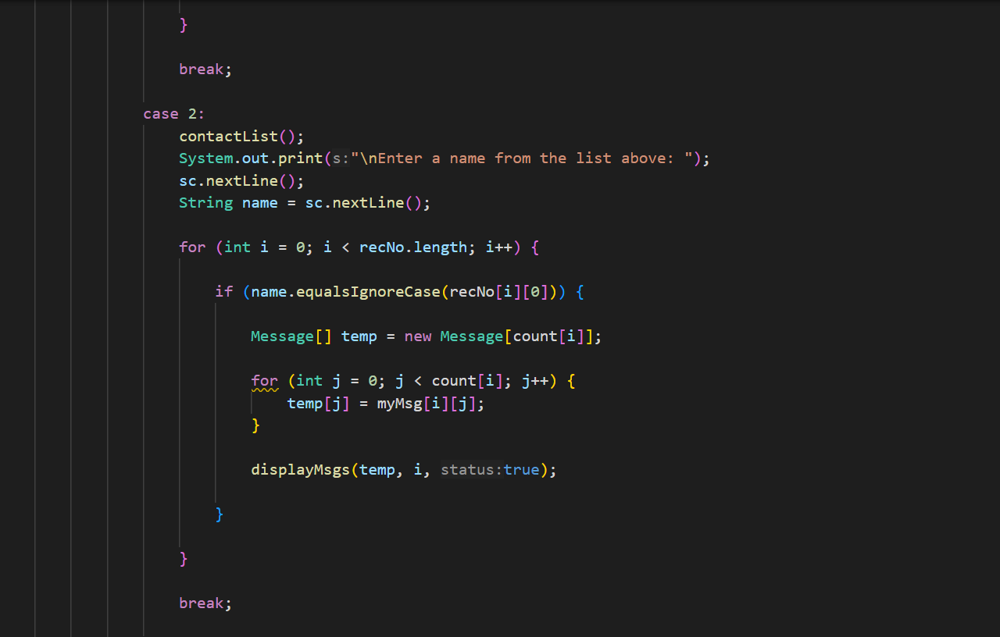 }
break;
case 2:
contactList();
System.out.print(s:"\nEnter a name from the list above: ");
sc.nextLine();
String name = sc.nextLine();
for (int i = 0; i < recNo.length; i++) {
if (name.equalsIgnoreCase(recNo[i][0])) {
Message[] temp = new Message[count[i]];
for (int j = 0; j < count[i]; j++) {
temp[j] = myMsg[i][j];
}
displayMsgs(temp, i, status:true);
}
}
break;